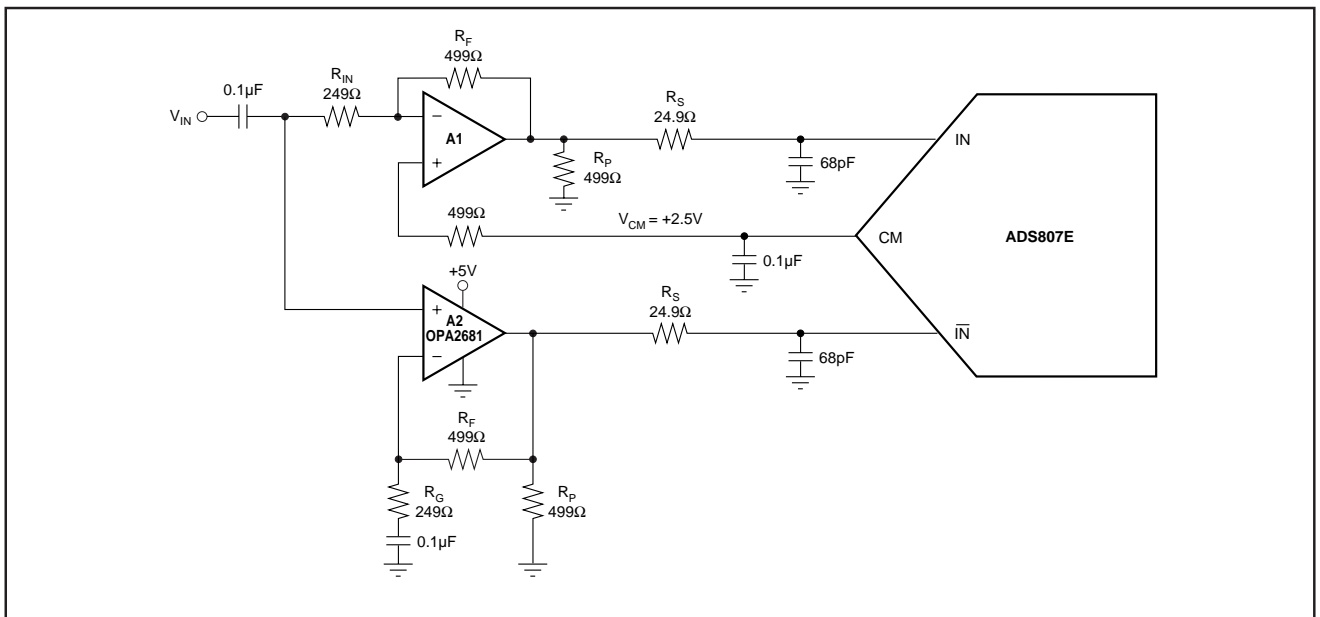 R_F
499Ω
0.1µF
R_IN
249Ω
V_IN
−
A1
+
R_S
24.9Ω
IN
R_P
499Ω
68pF
499Ω
V_CM = +2.5V
CM
ADS807E
0.1µF
+5V
+
A2
OPA2681
−
R_S
24.9Ω
IN
68pF
R_F
499Ω
R_G
249Ω
R_P
499Ω
0.1µF